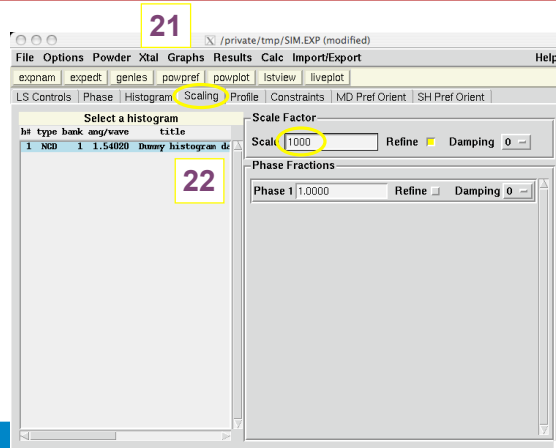 21
/private/tmp/SIM.EXP (modified)
File Options Powder Xtal Graphs Results Calc Import/Export Help
expnam expedt genles powpref powplot lstview liveplot
LS Controls Phase Histogram Scaling Profile Constraints MD Pref Orient SH Pref Orient
Select a histogram
h# type bank ang/wave title
1 NCD 1 1.54020 Dummy histogram da
22
Scale Factor
Scale 1000 Refine Damping 0
Phase Fractions
Phase 1 1.0000 Refine Damping 0